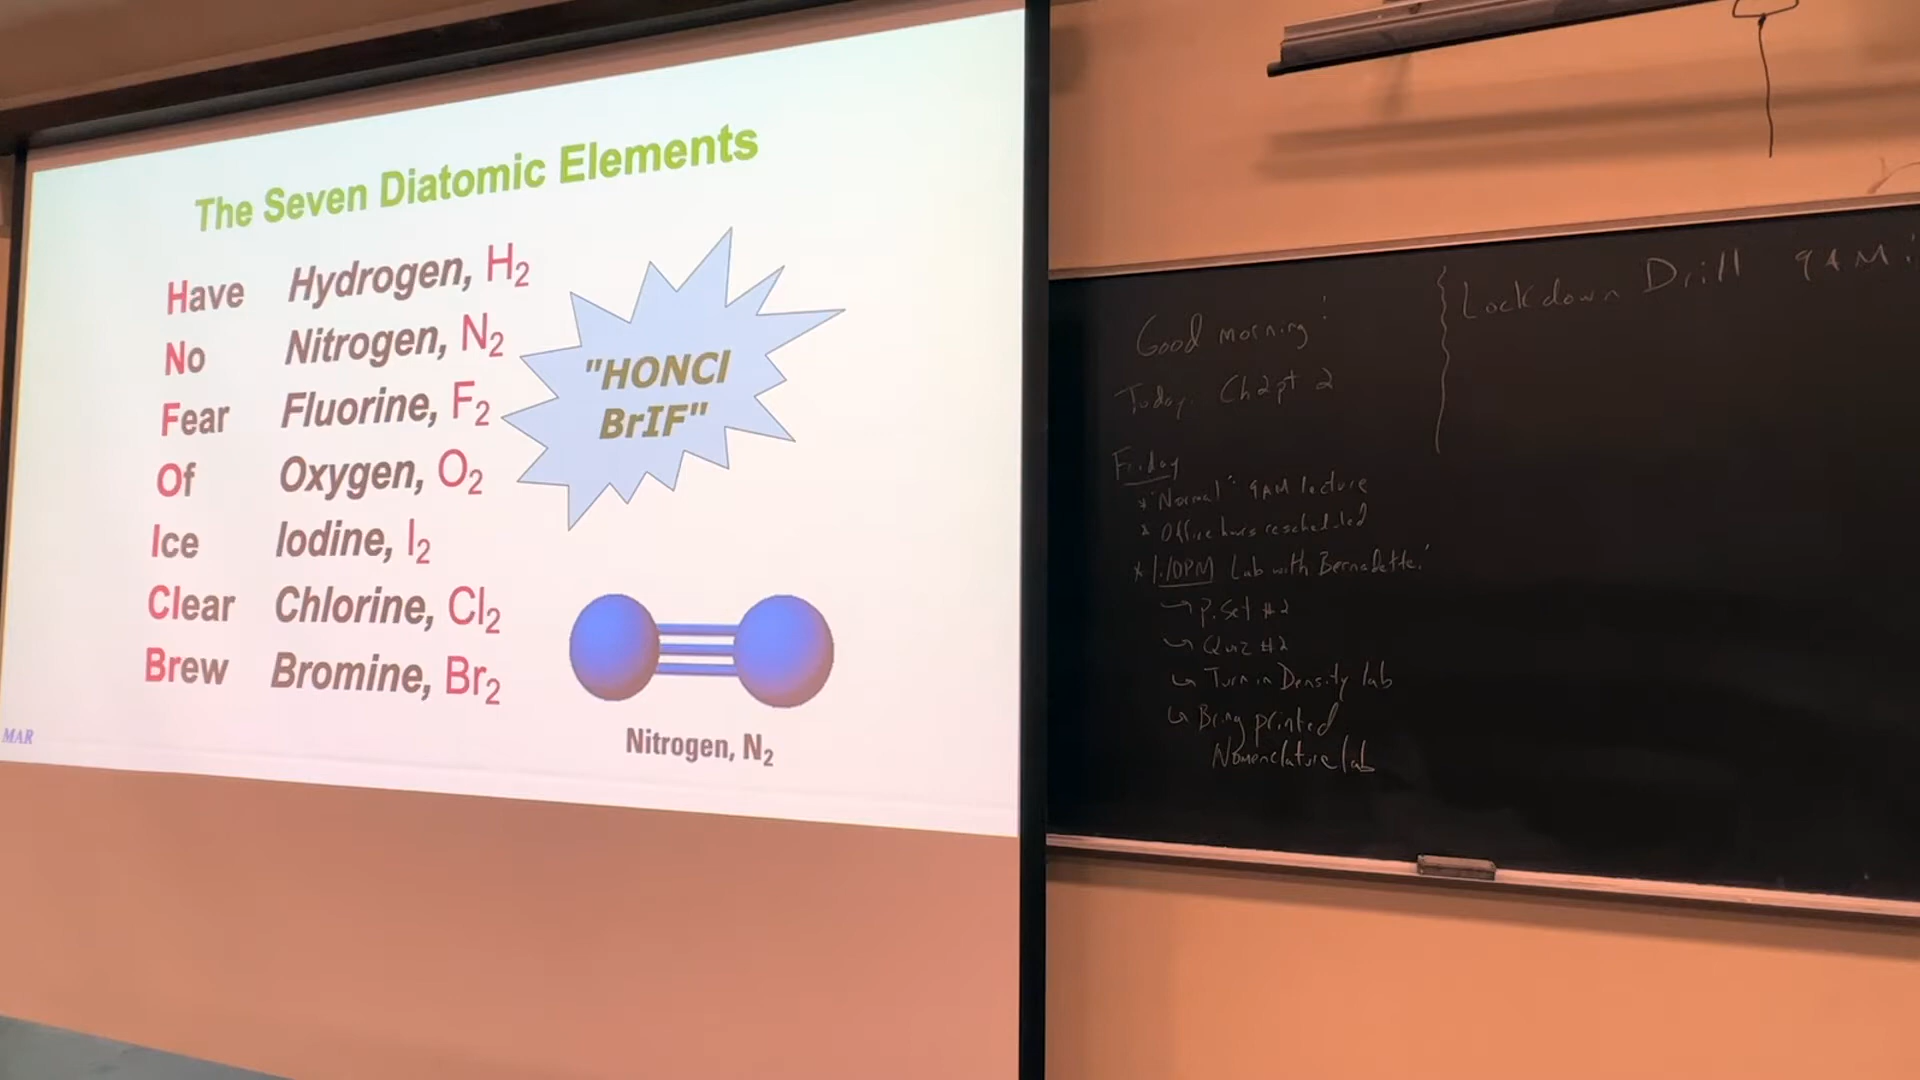 The Seven Diatomic Elements
Have Hydrogen, H₂
No Nitrogen, N₂
Fear Fluorine, F₂
Of Oxygen, O₂
Ice Iodine, I₂
Clear Chlorine, Cl₂
Brew Bromine, Br₂
"HONCl
BrIF"
Nitrogen, N₂
MAR
Good morning!
Today: Chapt 2
Friday
* "Normal" 9AM lecture
* Office hours rescheduled
* 1:10PM Lab with Bernadette!
↳ P. Set #2
↳ Quiz #2
↳ Turn in Density lab
↳ Bring printed
Nomenclature lab
Lockdown Drill 9AM!